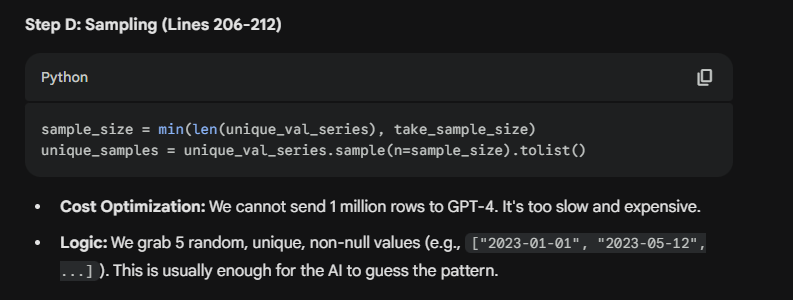 Step D: Sampling (Lines 206-212)
Python
sample_size = min(len(unique_val_series), take_sample_size)
unique_samples = unique_val_series.sample(n=sample_size).tolist()
• Cost Optimization: We cannot send 1 million rows to GPT-4. It's too slow and expensive.
• Logic: We grab 5 random, unique, non-null values (e.g., ["2023-01-01", "2023-05-12",
...] ). This is usually enough for the AI to guess the pattern.